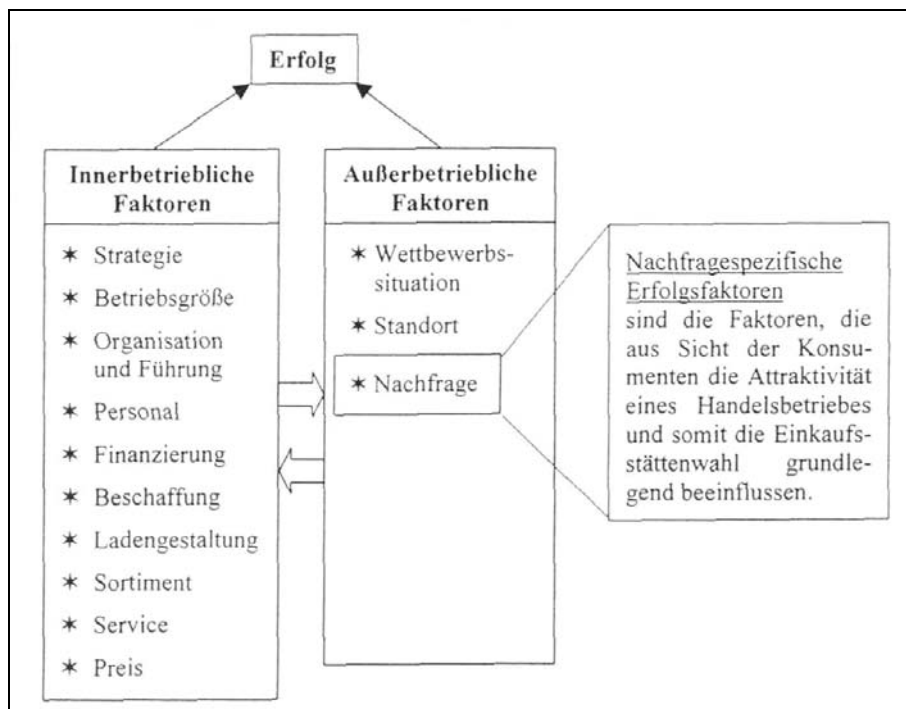 Erfolg
Innerbetriebliche
Faktoren
✶ Strategie
✶ Betriebsgröße
✶ Organisation
und Führung
✶ Personal
✶ Finanzierung
✶ Beschaffung
✶ Ladengestaltung
✶ Sortiment
✶ Service
✶ Preis
Außerbetriebliche
Faktoren
✶ Wettbewerbs-
situation
✶ Standort
✶ Nachfrage
Nachfragespezifische
Erfolgsfaktoren
sind die Faktoren, die
aus Sicht der Konsu-
menten die Attraktivität
eines Handelsbetriebes
und somit die Einkaufs-
stättenwahl grundle-
gend beeinflussen.